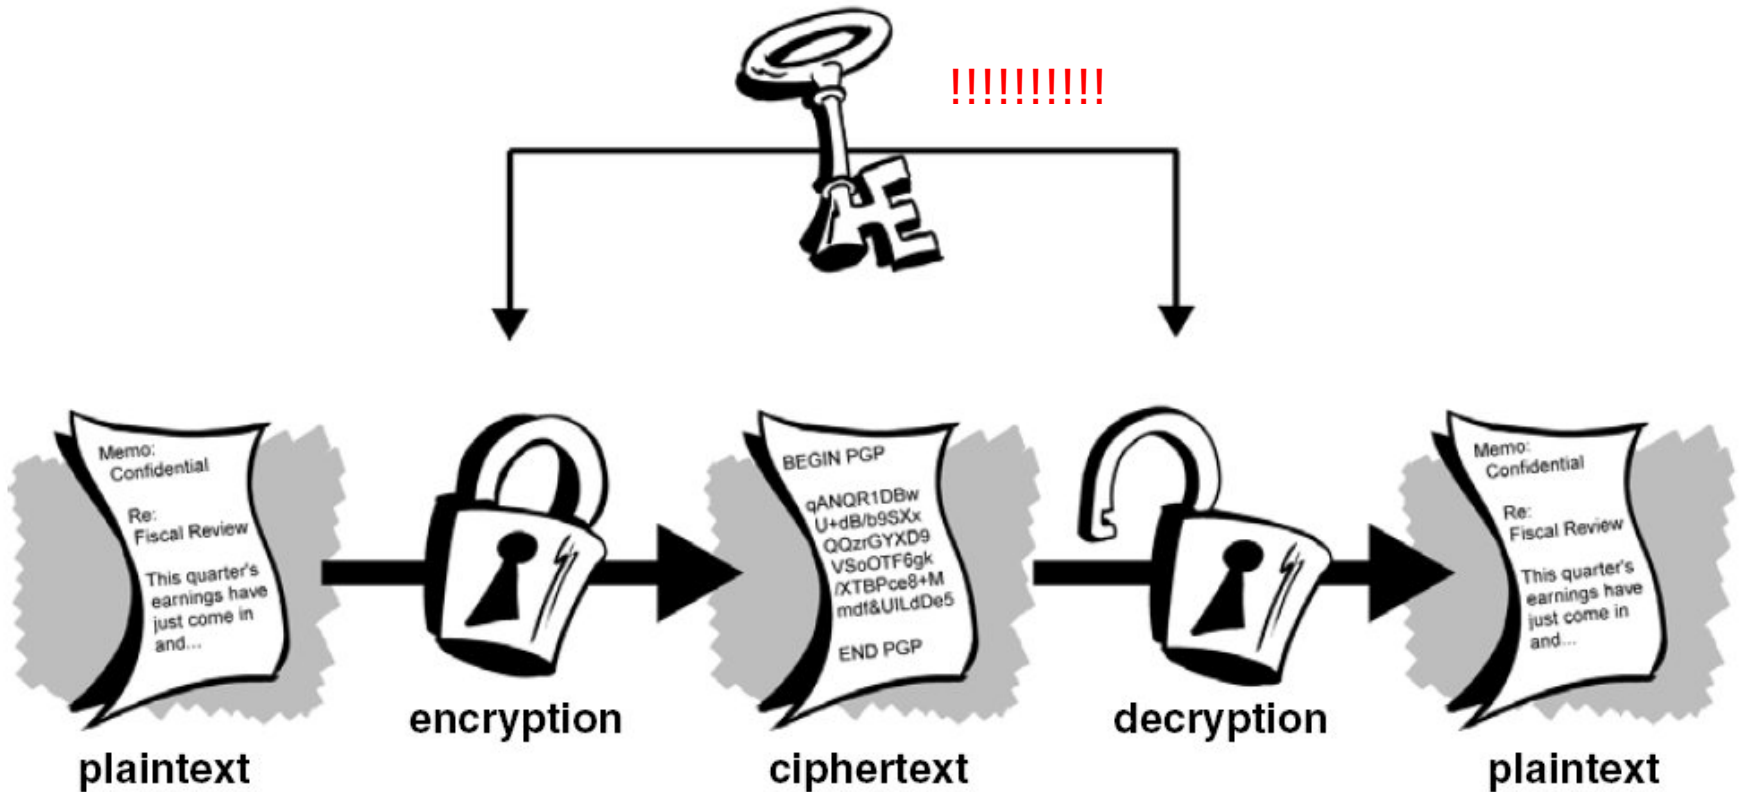 !!!!!!!!!!
Memo:
Confidential
Re:
Fiscal Review
This quarter's
earnings have
just come in
and...
BEGIN PGP
qANQR1DBw
U+dB/b9SXx
QQzrGYXD9
VSoOTF6gk
/XTBPce8+M
mdf&UILdDe5
END PGP
Memo:
Confidential
Re:
Fiscal Review
This quarter's
earnings have
just come in
and...
encryption
decryption
plaintext
ciphertext
plaintext